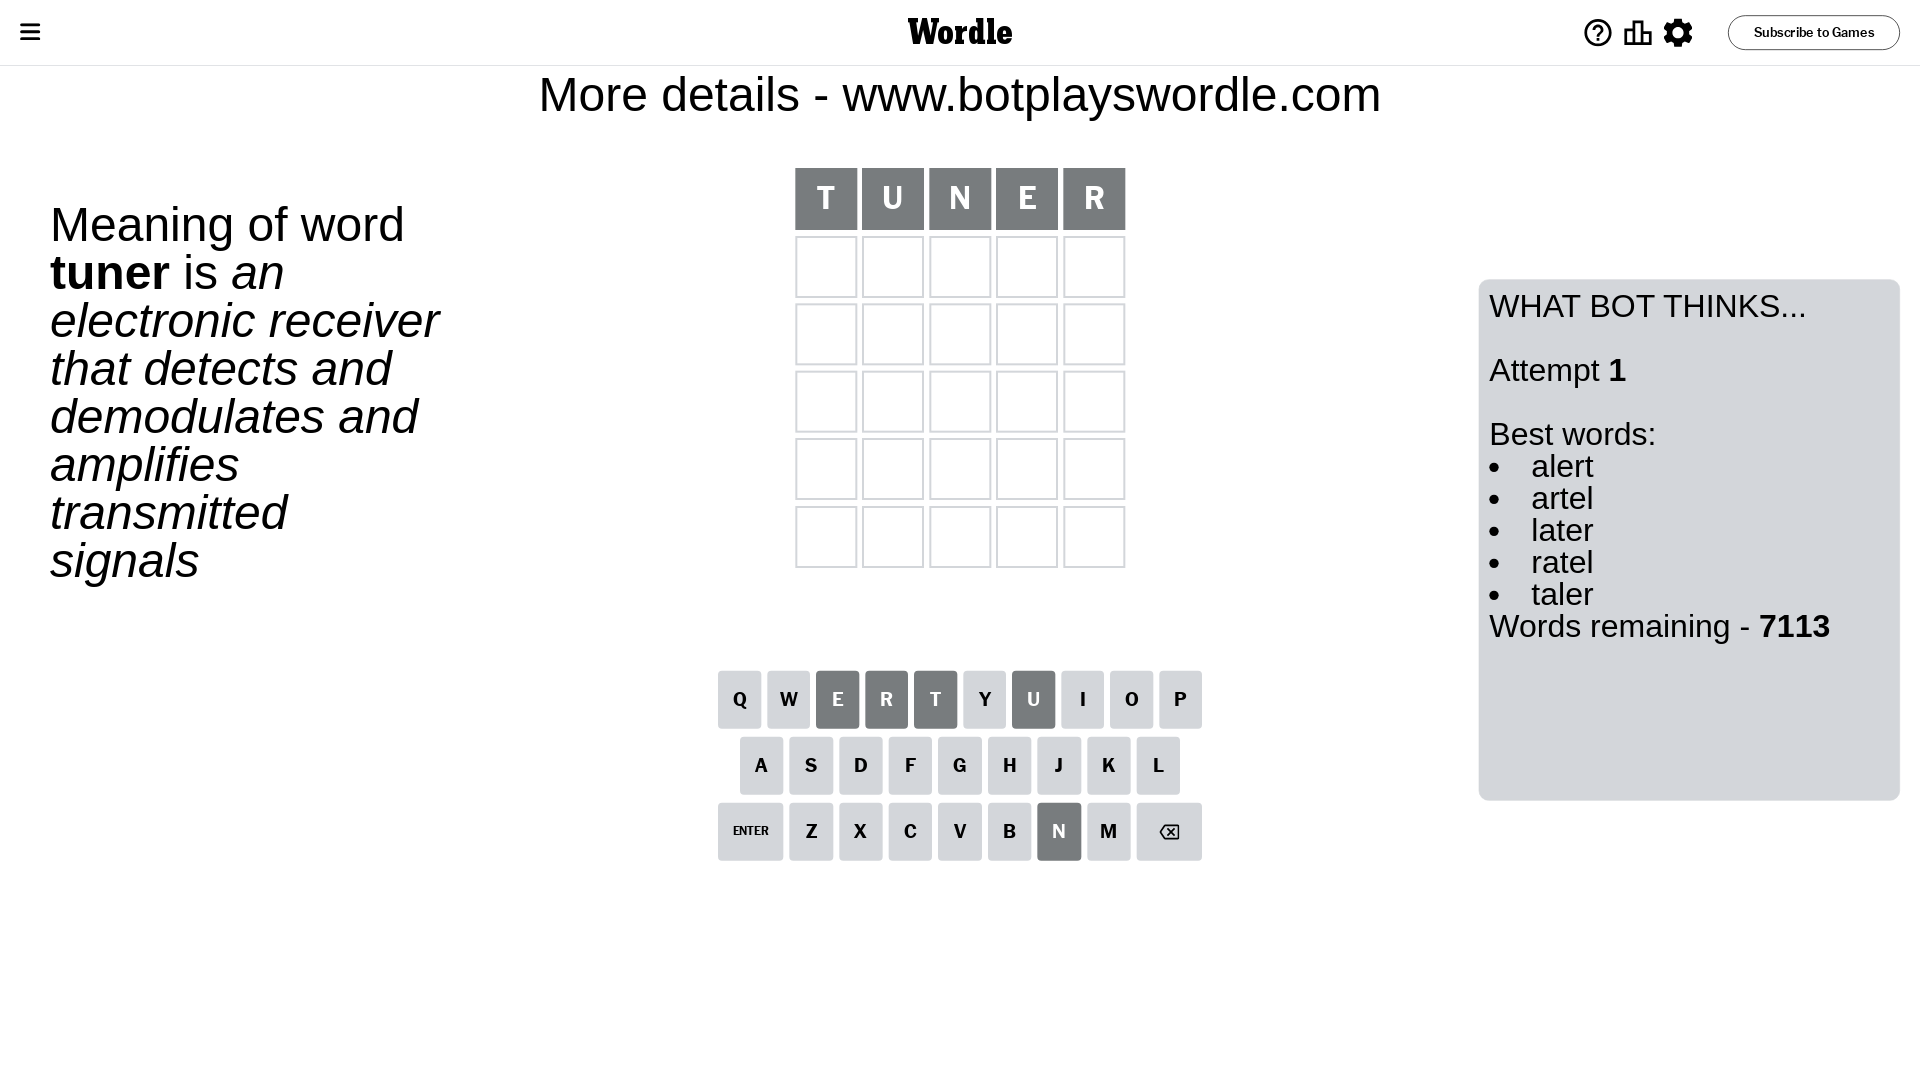 Wordle
Subscribe to Games
More details - www.botplayswordle.com
Meaning of word
tuner is an
electronic receiver
that detects and
demodulates and
amplifies
transmitted
signals
T U N E R
WHAT BOT THINKS...
Attempt 1
Best words:
• alert
• artel
• later
• ratel
• taler
Words remaining - 7113
Q W E R T Y U I O P
A S D F G H J K L
ENTER Z X C V B N M